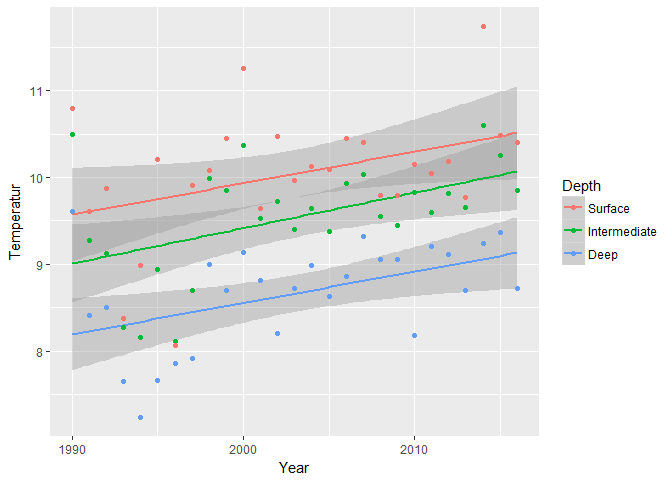 11
10
9
8
Temperatur
1990
2000
2010
Year
Depth
Surface
Intermediate
Deep